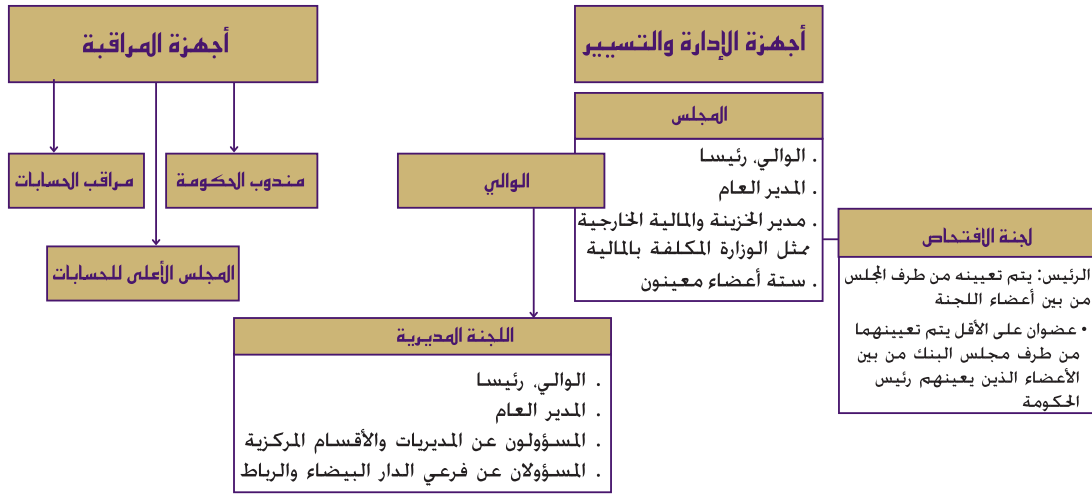 أجهزة الإدارة والتسيير
المجلس
. الوالي، رئيسا
. المدير العام
. مدير الخزينة والمالية الخارجية
ممثل الوزارة المكلفة بالمالية
. ستة أعضاء معينون
لجنة الافتحاص
الرئيس: يتم تعيينه من طرف المجلس
من بين أعضاء اللجنة
• عضوان على الأقل يتم تعيينهما
من طرف مجلس البنك من بين
الأعضاء الذين يعينهم رئيس
الحكومة
الوالي
اللجنة المديرية
. الوالي، رئيسا
. المدير العام
. المسؤولون عن المديريات والأقسام المركزية
. المسؤولان عن فرعي الدار البيضاء والرباط
أجهزة المراقبة
مندوب الحكومة
مراقب الحسابات
المجلس الأعلى للحسابات